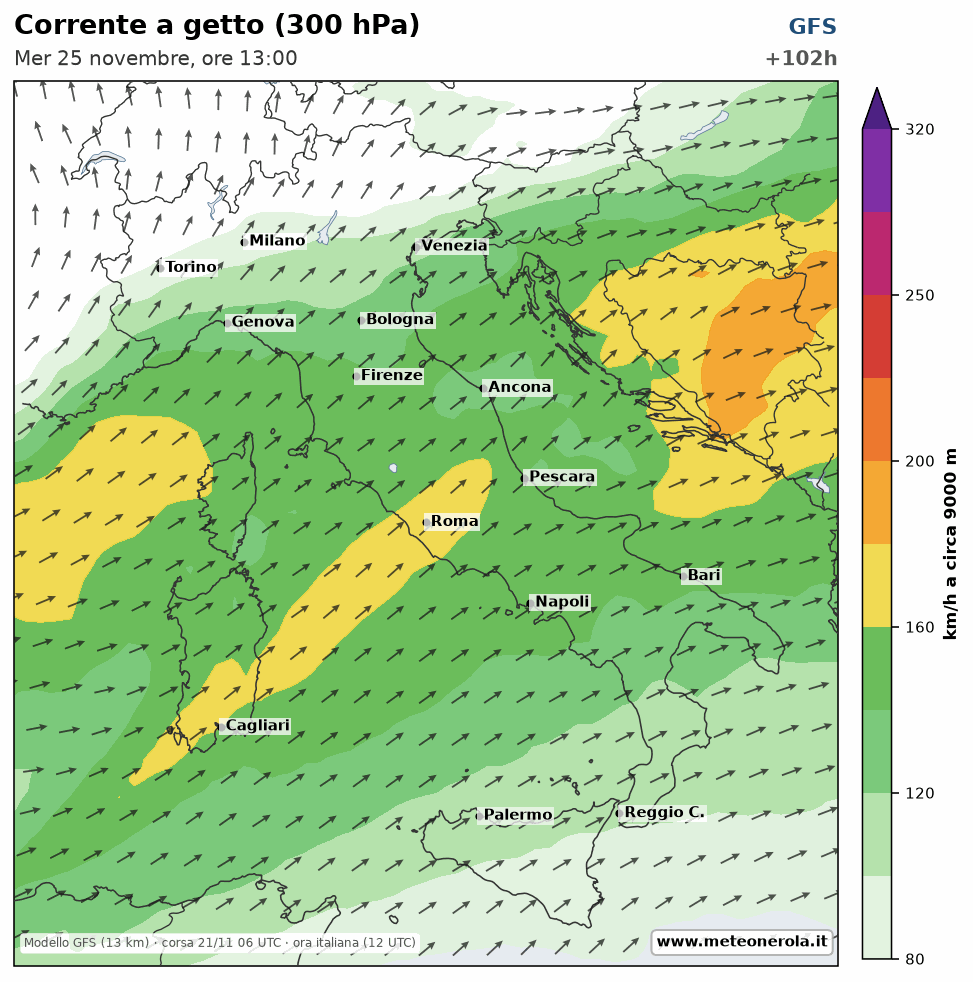 Corrente a getto (300 hPa)
GFS
Mer 25 novembre, ore 13:00
+102h
320
Milano
Venezia
Torino
250
Genova
Bologna
Firenze
Ancona
200
Pescara
Roma
km/h a circa 9000 m
Bari
Napoli
160
Cagliari
120
Palermo
Reggio C.
Modello GFS (13 km) · corsa 21/11 06 UTC · ora italiana (12 UTC)
www.meteonerola.it
80